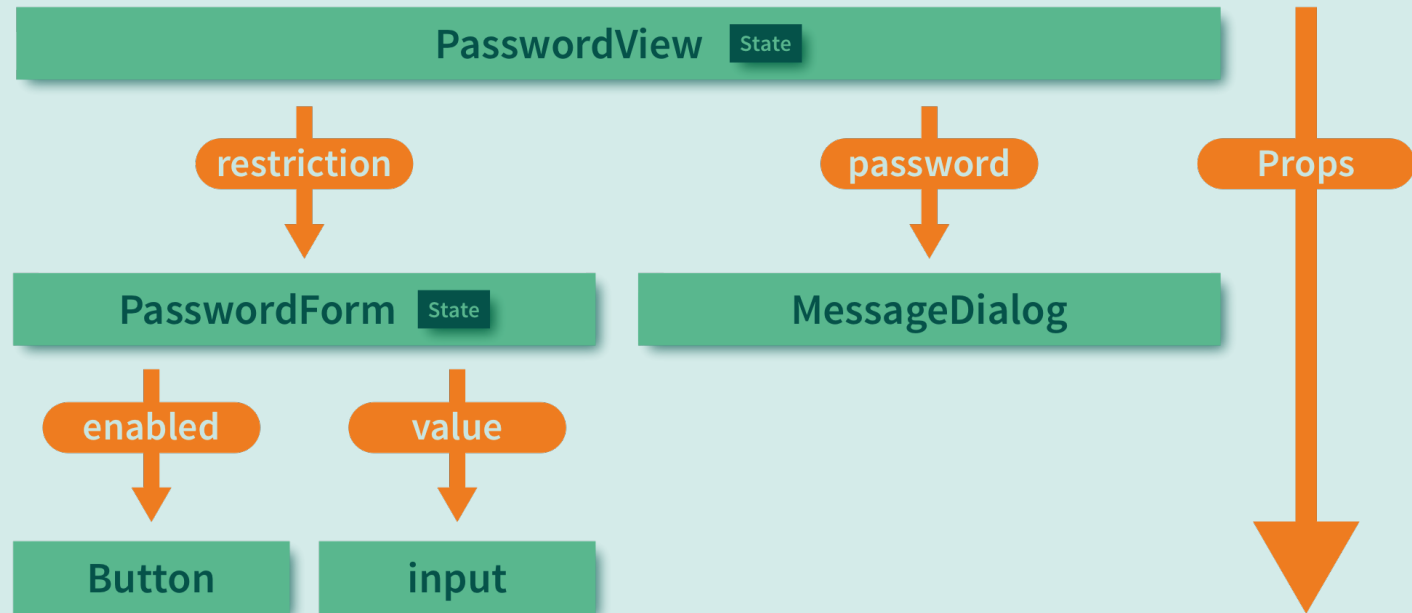 PasswordView State
restriction
password
Props
PasswordForm State
MessageDialog
enabled
value
Button
input